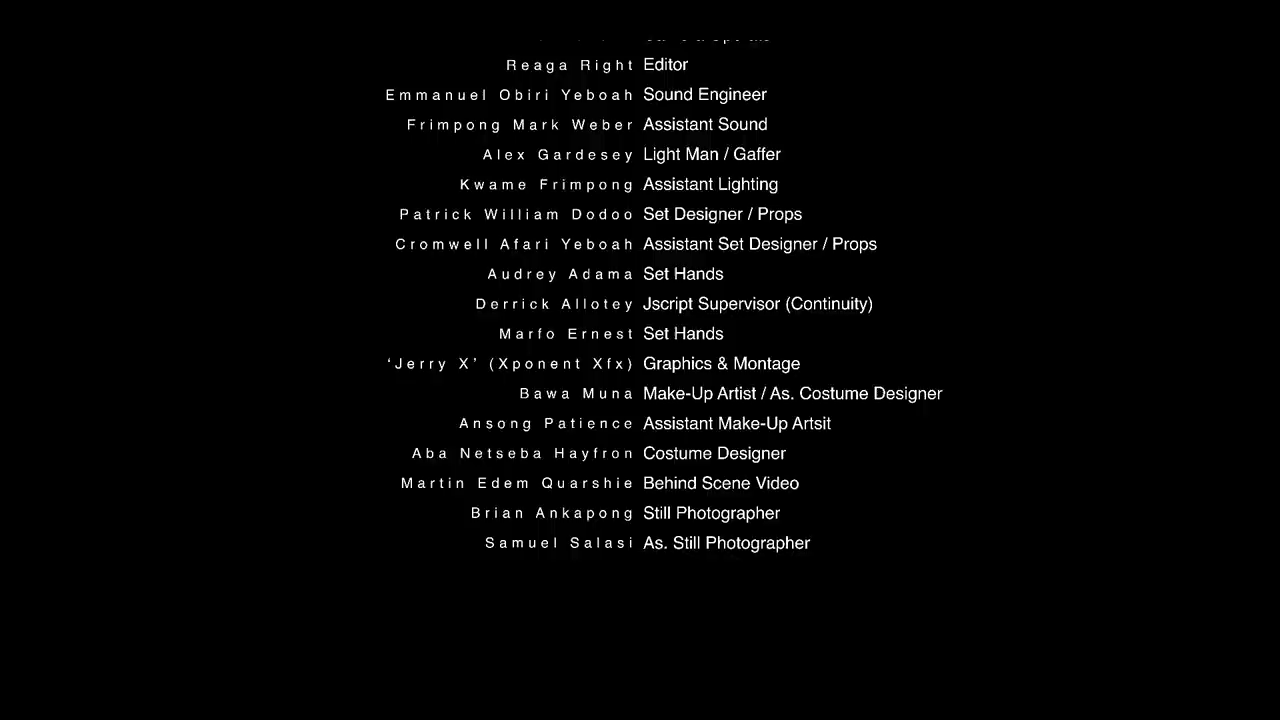 Reaga Right Editor
Emmanuel Obiri Yeboah Sound Engineer
Frimpong Mark Weber Assistant Sound
Alex Gardesey Light Man / Gaffer
Kwame Frimpong Assistant Lighting
Patrick William Dodoo Set Designer / Props
Cromwell Afari Yeboah Assistant Set Designer / Props
Audrey Adama Set Hands
Derrick Allotey Jscript Supervisor (Continuity)
Marfo Ernest Set Hands
‘Jerry X’ (Xponent Xfx) Graphics & Montage
Bawa Muna Make-Up Artist / As. Costume Designer
Ansong Patience Assistant Make-Up Artsit
Aba Netseba Hayfron Costume Designer
Martin Edem Quarshie Behind Scene Video
Brian Ankapong Still Photographer
Samuel Salasi As. Still Photographer